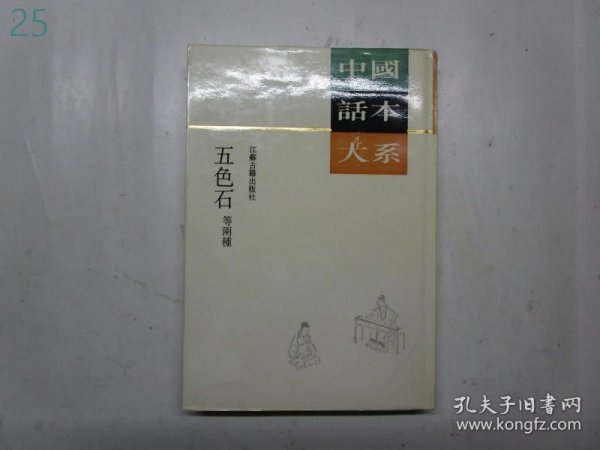 25
中國
話本
大系
江蘇古籍出版社
五色石等兩種
孔夫子旧书网
www.kongfz.com